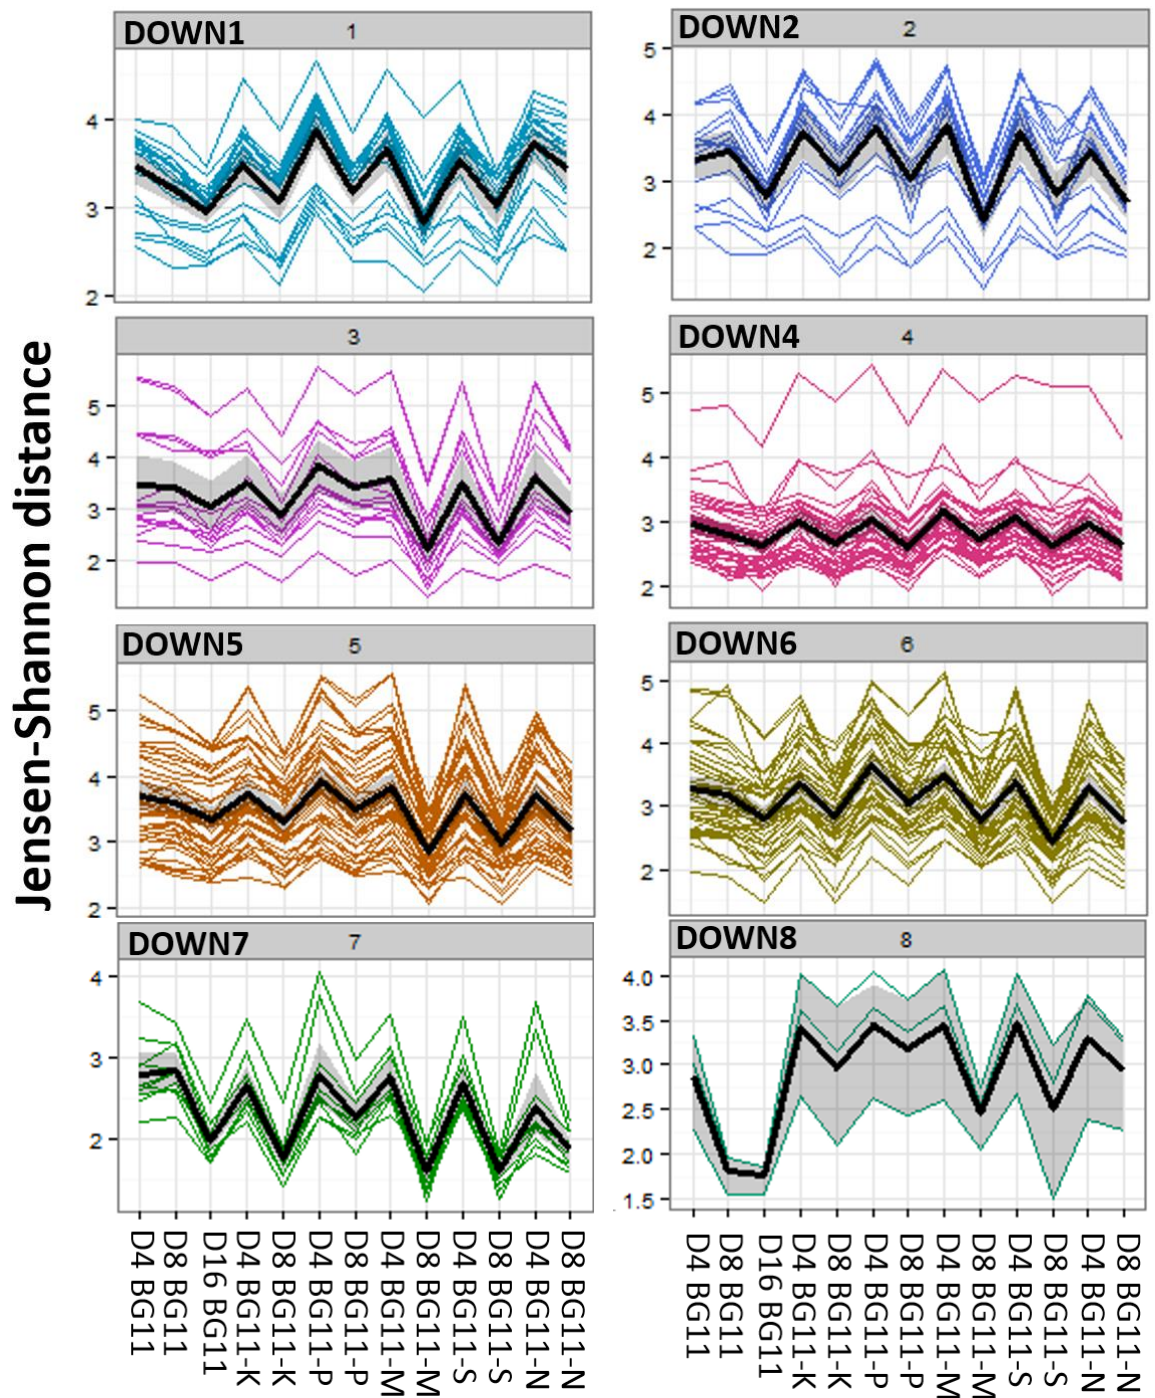 DOWN1 1
4
3
2
DOWN2 2
5
4
3
2
3
5
4
3
2
DOWN4 4
5
4
3
2
DOWN5 5
5
4
3
2
DOWN6 6
5
4
3
2
DOWN7 7
4
3
2
DOWN8 8
4.0
3.5
3.0
2.5
2.0
1.5
Jensen-Shannon distance
D4 BG11
D8 BG11
D16 BG11
D4 BG11-K
D8 BG11-K
D4 BG11-P
D8 BG11-P
D4 BG11-M
D8 BG11-M
D4 BG11-S
D8 BG11-S
D4 BG11-N
D8 BG11-N
D4 BG11
D8 BG11
D16 BG11
D4 BG11-K
D8 BG11-K
D4 BG11-P
D8 BG11-P
D4 BG11-M
D8 BG11-M
D4 BG11-S
D8 BG11-S
D4 BG11-N
D8 BG11-N